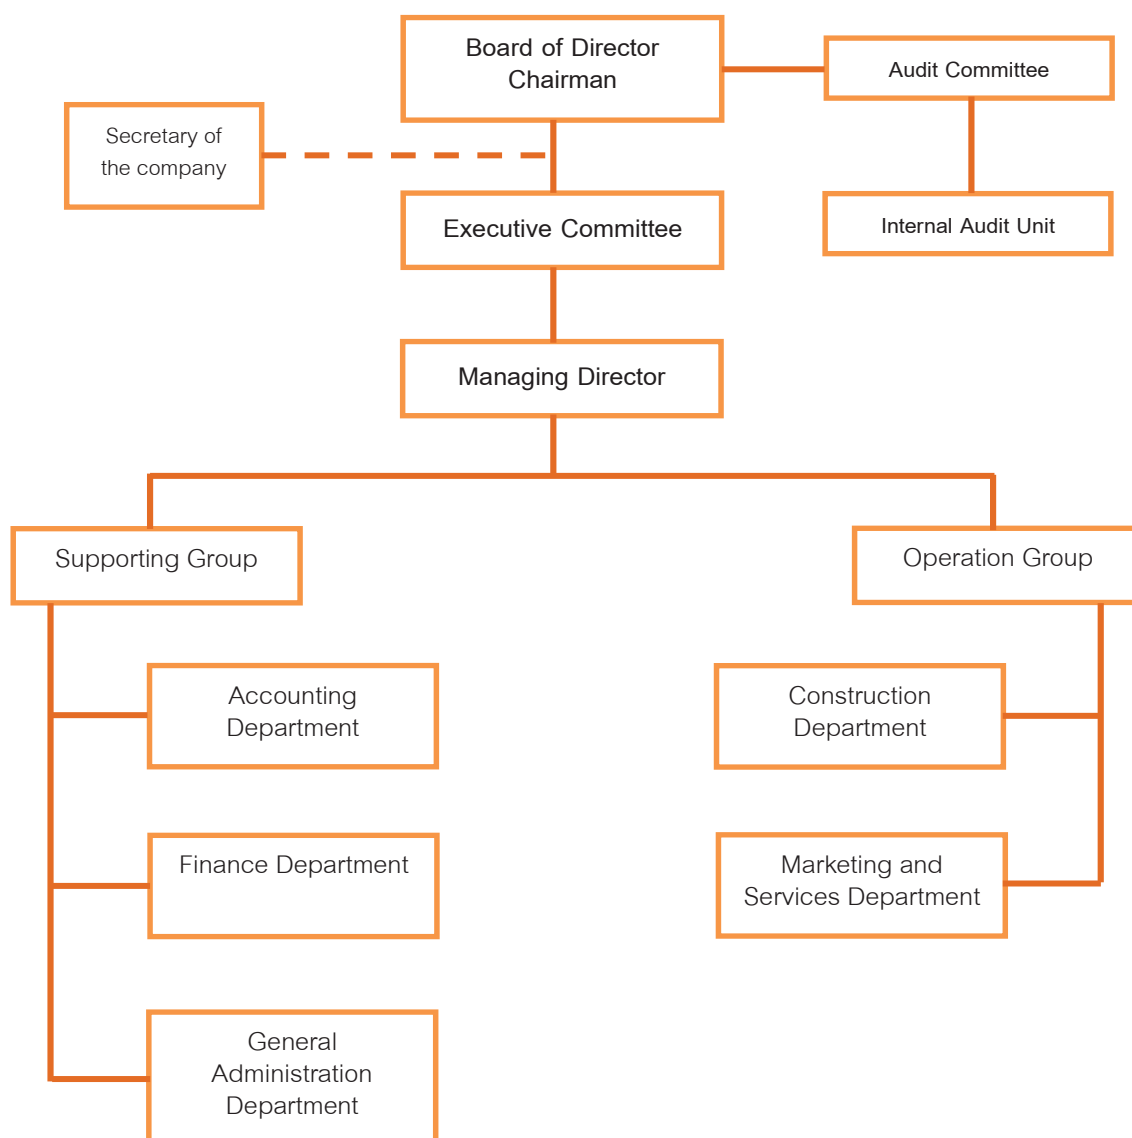 Board of Director
Chairman
Audit Committee
Secretary of
the company
Executive Committee
Internal Audit Unit
Managing Director
Supporting Group
Operation Group
Accounting
Department
Construction
Department
Finance Department
Marketing and
Services Department
General
Administration
Department